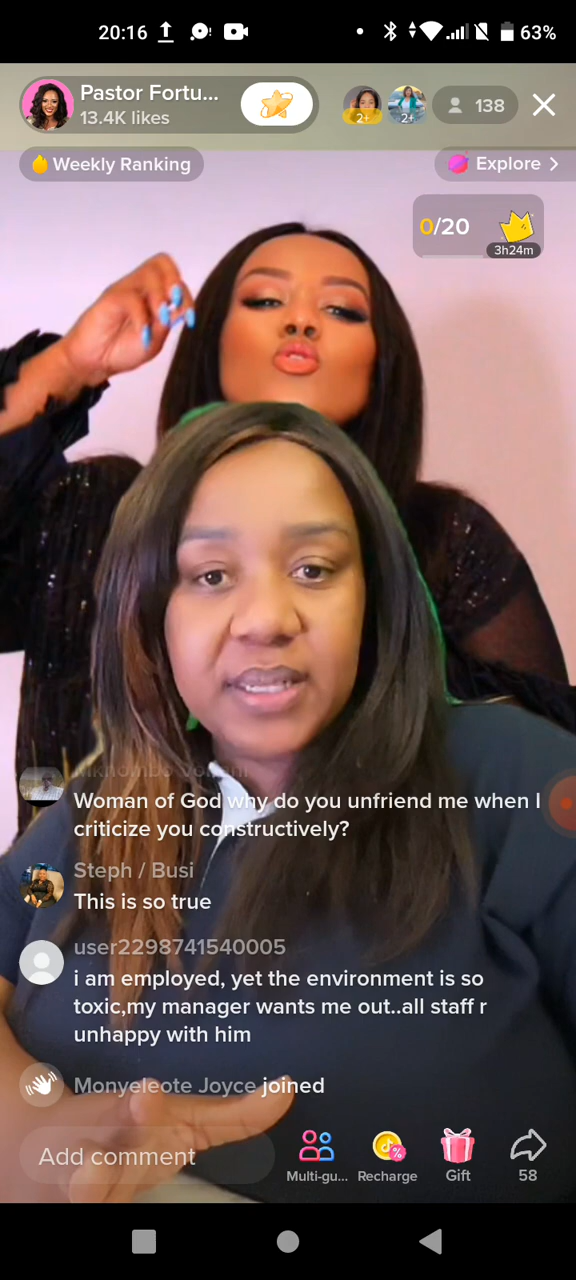 20:16
63%
Pastor Fortu...
13.4K likes
2+
2+
138
Weekly Ranking
Explore >
0/20
3h24m
Woman of God why do you unfriend me when I
criticize you constructively?
Steph / Busi
This is so true
user2298741540005
i am employed, yet the environment is so
toxic,my manager wants me out..all staff r
unhappy with him
Monyeleote Joyce joined
Add comment
Multi-gu...
Recharge
Gift
58